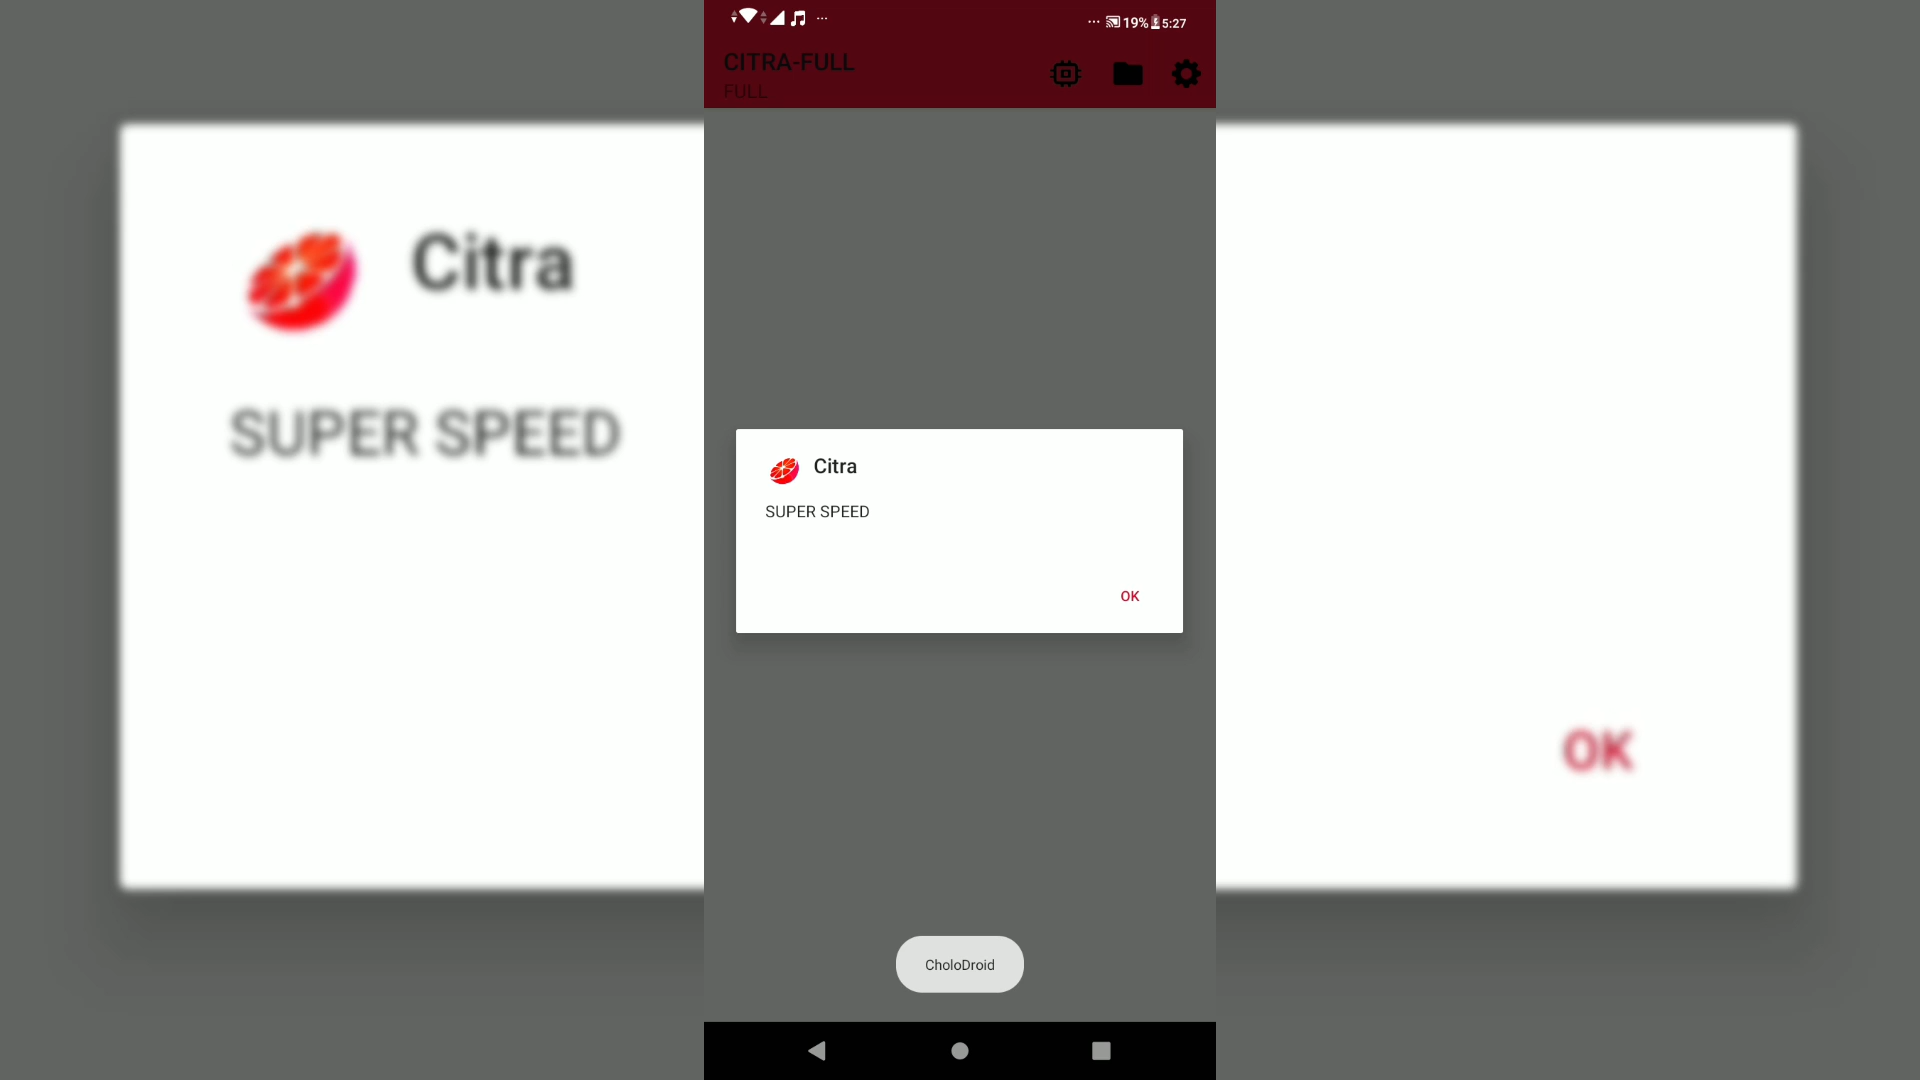 ... ... 19% 5:27
CITRA-FULL
FULL
Citra
SUPER SPEED
OK
Citra
SUPER SPEED
OK
CholoDroid